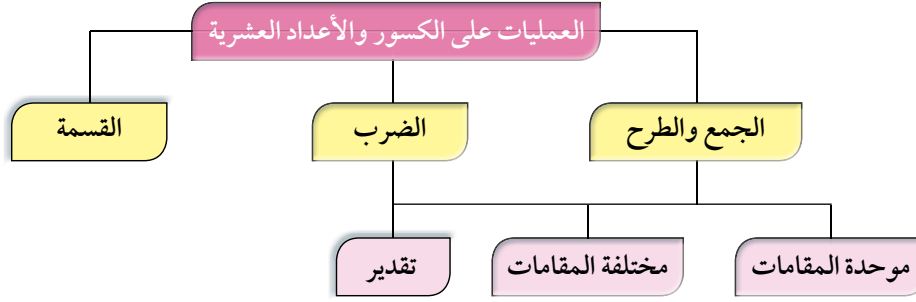 العمليات على الكسور والأعداد العشرية
الجمع والطرح
الضرب
القسمة
موحدة المقامات
مختلفة المقامات
تقدير